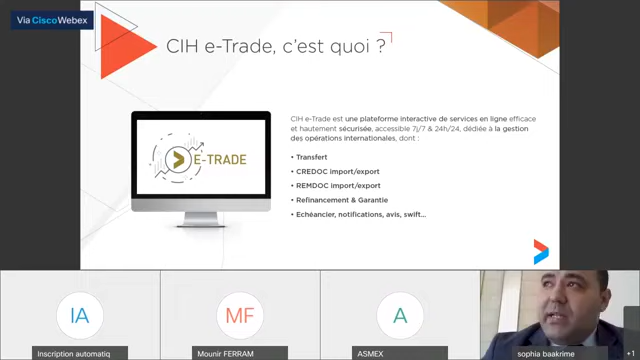 Via CiscoWebex
CIH e-Trade, c'est quoi ?
CIH e-Trade est une plateforme interactive de services en ligne efficace
et hautement sécurisée, accessible 7j/7 & 24h/24, dédiée à la gestion
des opérations internationales, dont :
• Transfert
• CREDOC import/export
• REMDOC import/export
• Refinancement & Garantie
• Echéancier, notifications, avis, swift...
E-TRADE
IA
MF
A
Inscription automatiq
Mounir FERRAM
ASMEX
sophia baakrime
+1